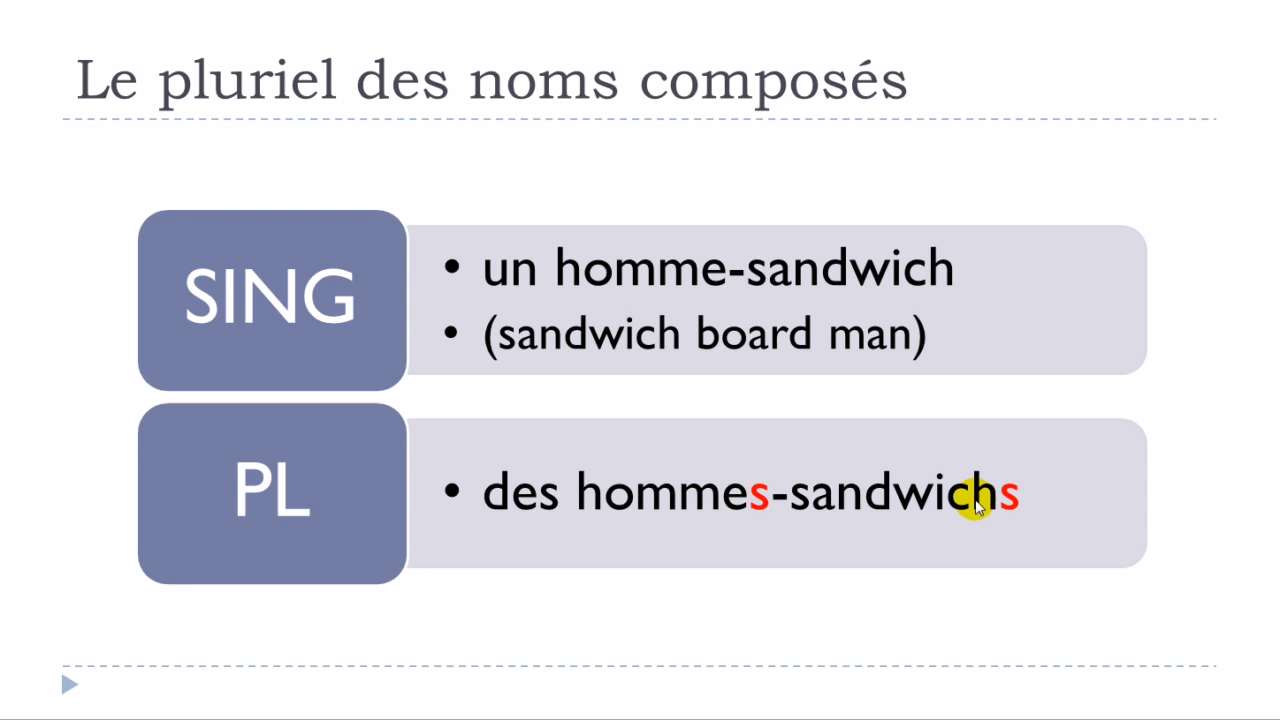 Le pluriel des noms composés
SING
• un homme-sandwich
• (sandwich board man)
PL
• des hommes-sandwichs